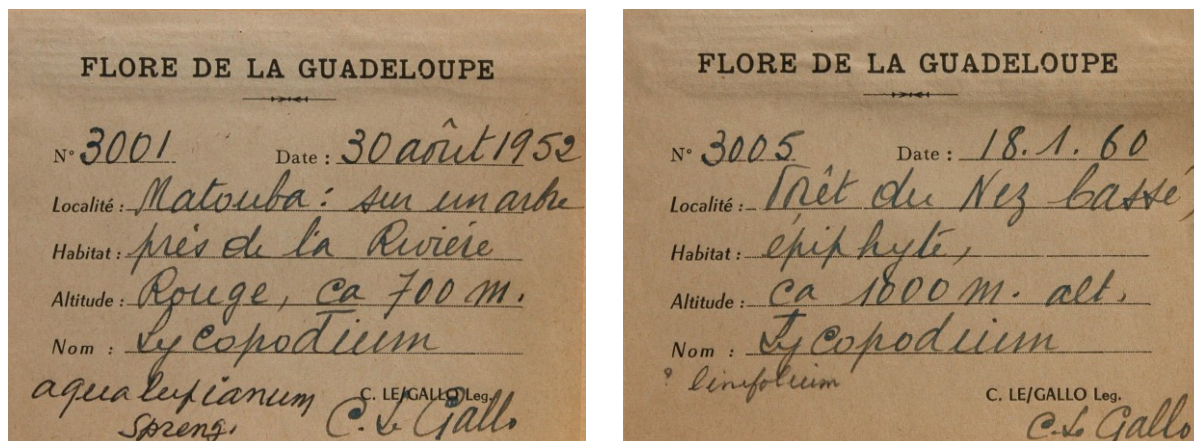 FLORE DE LA GUADELOUPE
N° 3001 Date : 30 août 1952
Localité : Matouba : sur un arbre
Habitat : près de la Rivière
Altitude : Rouge, ca 700 m.
Nom : Lycopodium
aqualupianum C. LE/GALLO Leg.
Spreng. C. Le Gallo
FLORE DE LA GUADELOUPE
N° 3005 Date : 18.1.60
Localité : Forêt du Nez Cassé,
Habitat : épiphyte,
Altitude : ca 1000 m. alt.
Nom : Lycopodium
? linifolium C. LE/GALLO Leg.
C. Le Gallo